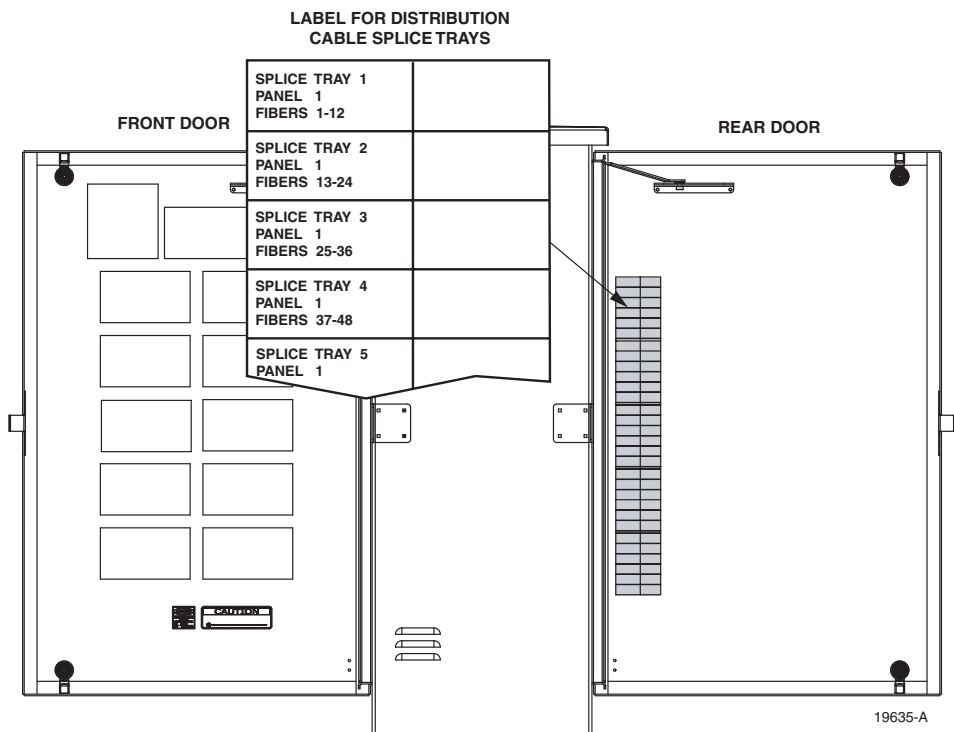 LABEL FOR DISTRIBUTION
CABLE SPLICE TRAYS
SPLICE TRAY 1
PANEL 1
FIBERS 1-12
FRONT DOOR
REAR DOOR
SPLICE TRAY 2
PANEL 1
FIBERS 13-24
SPLICE TRAY 3
PANEL 1
FIBERS 25-36
SPLICE TRAY 4
PANEL 1
FIBERS 37-48
SPLICE TRAY 5
PANEL 1
CAUTION
19635-A